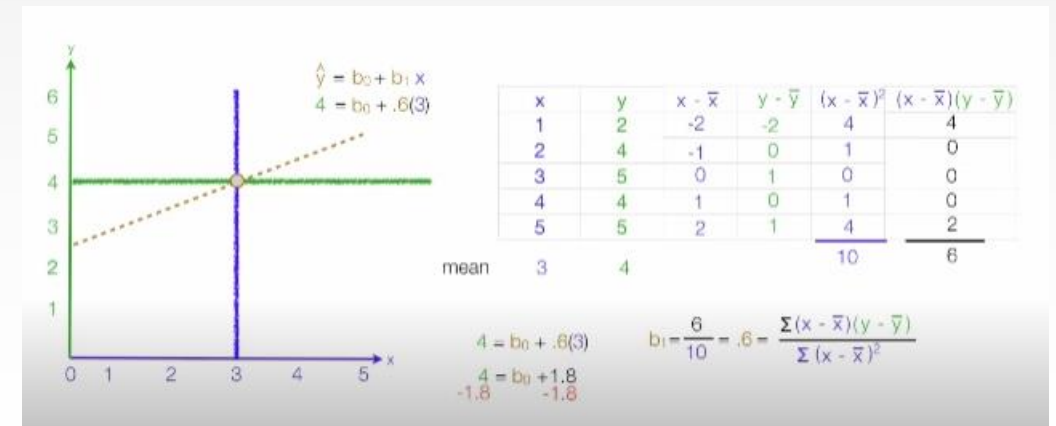 y
6
5
4
3
2
1
0 1 2 3 4 5 x
ŷ = b₀ + b₁ x
4 = b₀ + .6(3)
x y x - x̅ y - y̅ (x - x̅)² (x - x̅)(y - y̅)
1 2 -2 -2 4 4
2 4 -1 0 1 0
3 5 0 1 0 0
4 4 1 0 1 0
5 5 2 1 4 2
10 6
mean 3 4
4 = b₀ + .6(3)
4 = b₀ +1.8
-1.8 -1.8
b₁= 6/10 = .6 = Σ(x - x̅)(y - y̅) / Σ (x - x̅)²